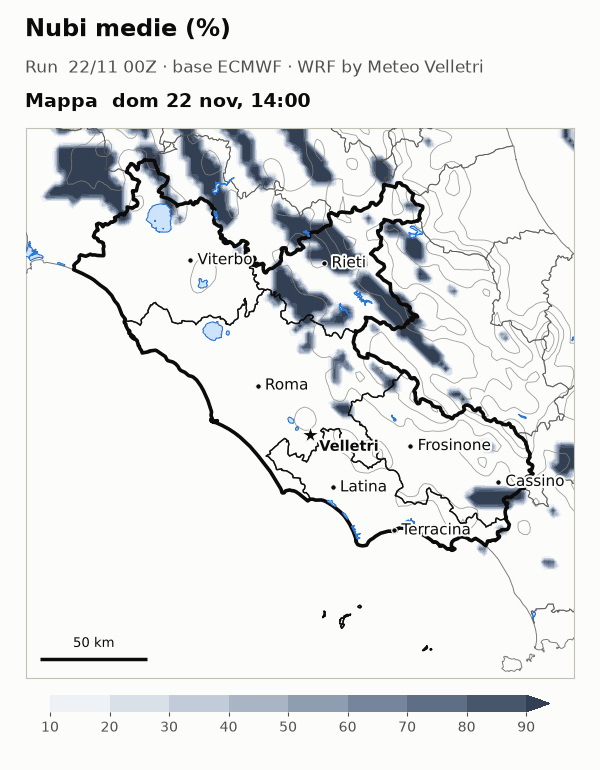 Nubi medie (%)
Run  22/11 00Z · base ECMWF · WRF by Meteo Velletri
Mappa  dom 22 nov, 14:00
Viterbo
Rieti
Roma
Velletri
Frosinone
Latina
Cassino
Terracina
50 km
10 20 30 40 50 60 70 80 90